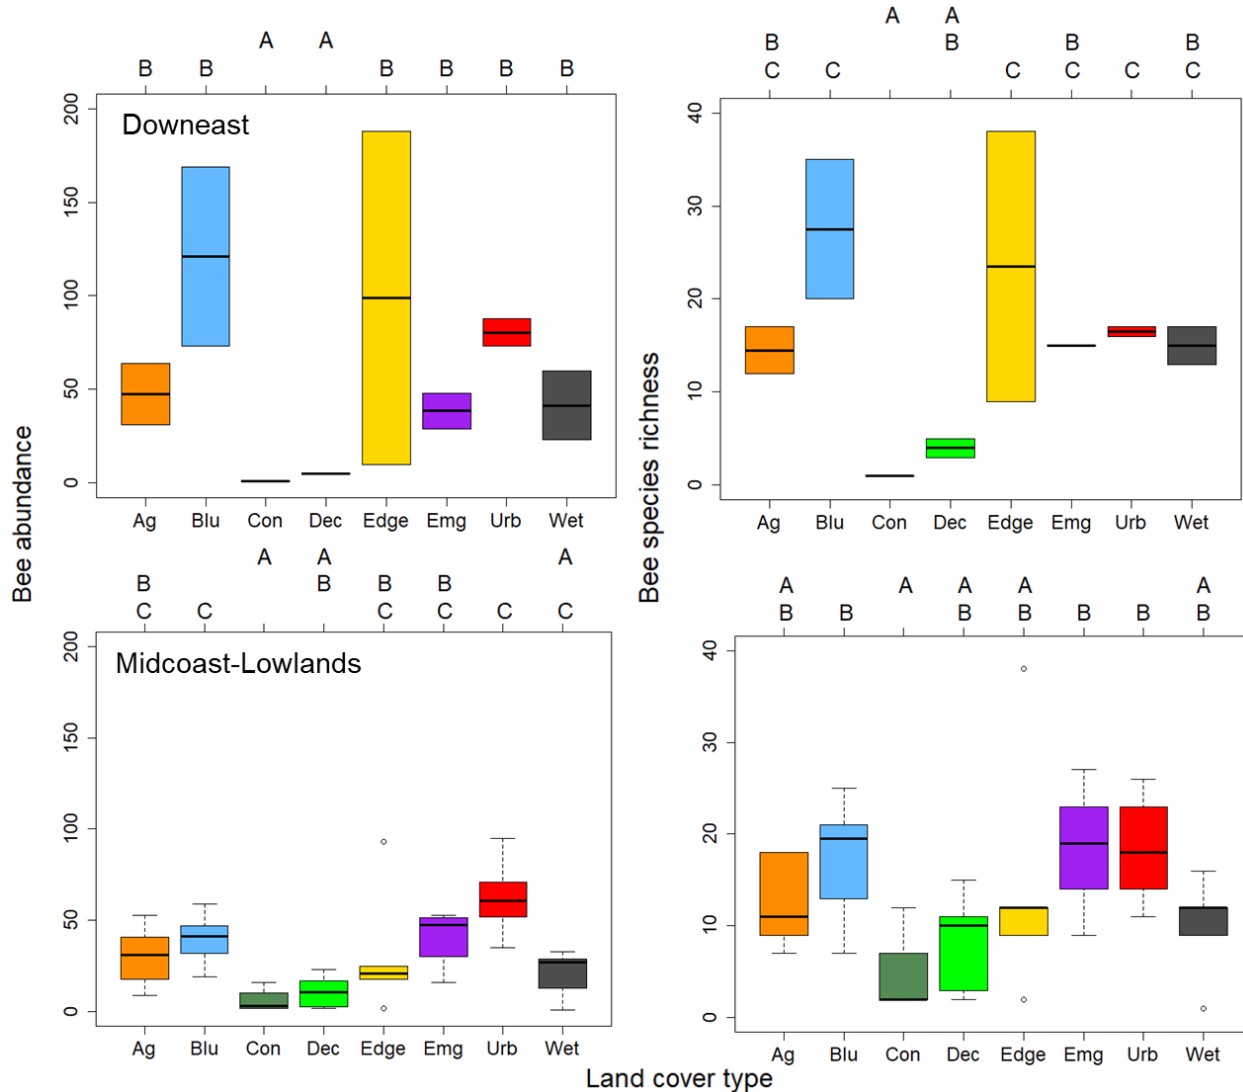 A A
B B B B B B
Downeast
200
150
100
50
0
Ag Blu Con Dec Edge Emg Urb Wet
A A
B B B B
C C C C C C
40
30
20
10
0
Ag Blu Con Dec Edge Emg Urb Wet
Bee abundance
Bee species richness
A A A
B B B B
C C C C C C
Midcoast-Lowlands
200
150
100
50
0
Ag Blu Con Dec Edge Emg Urb Wet
A A A A A
B B B B B B B
40
30
20
10
0
Ag Blu Con Dec Edge Emg Urb Wet
Land cover type